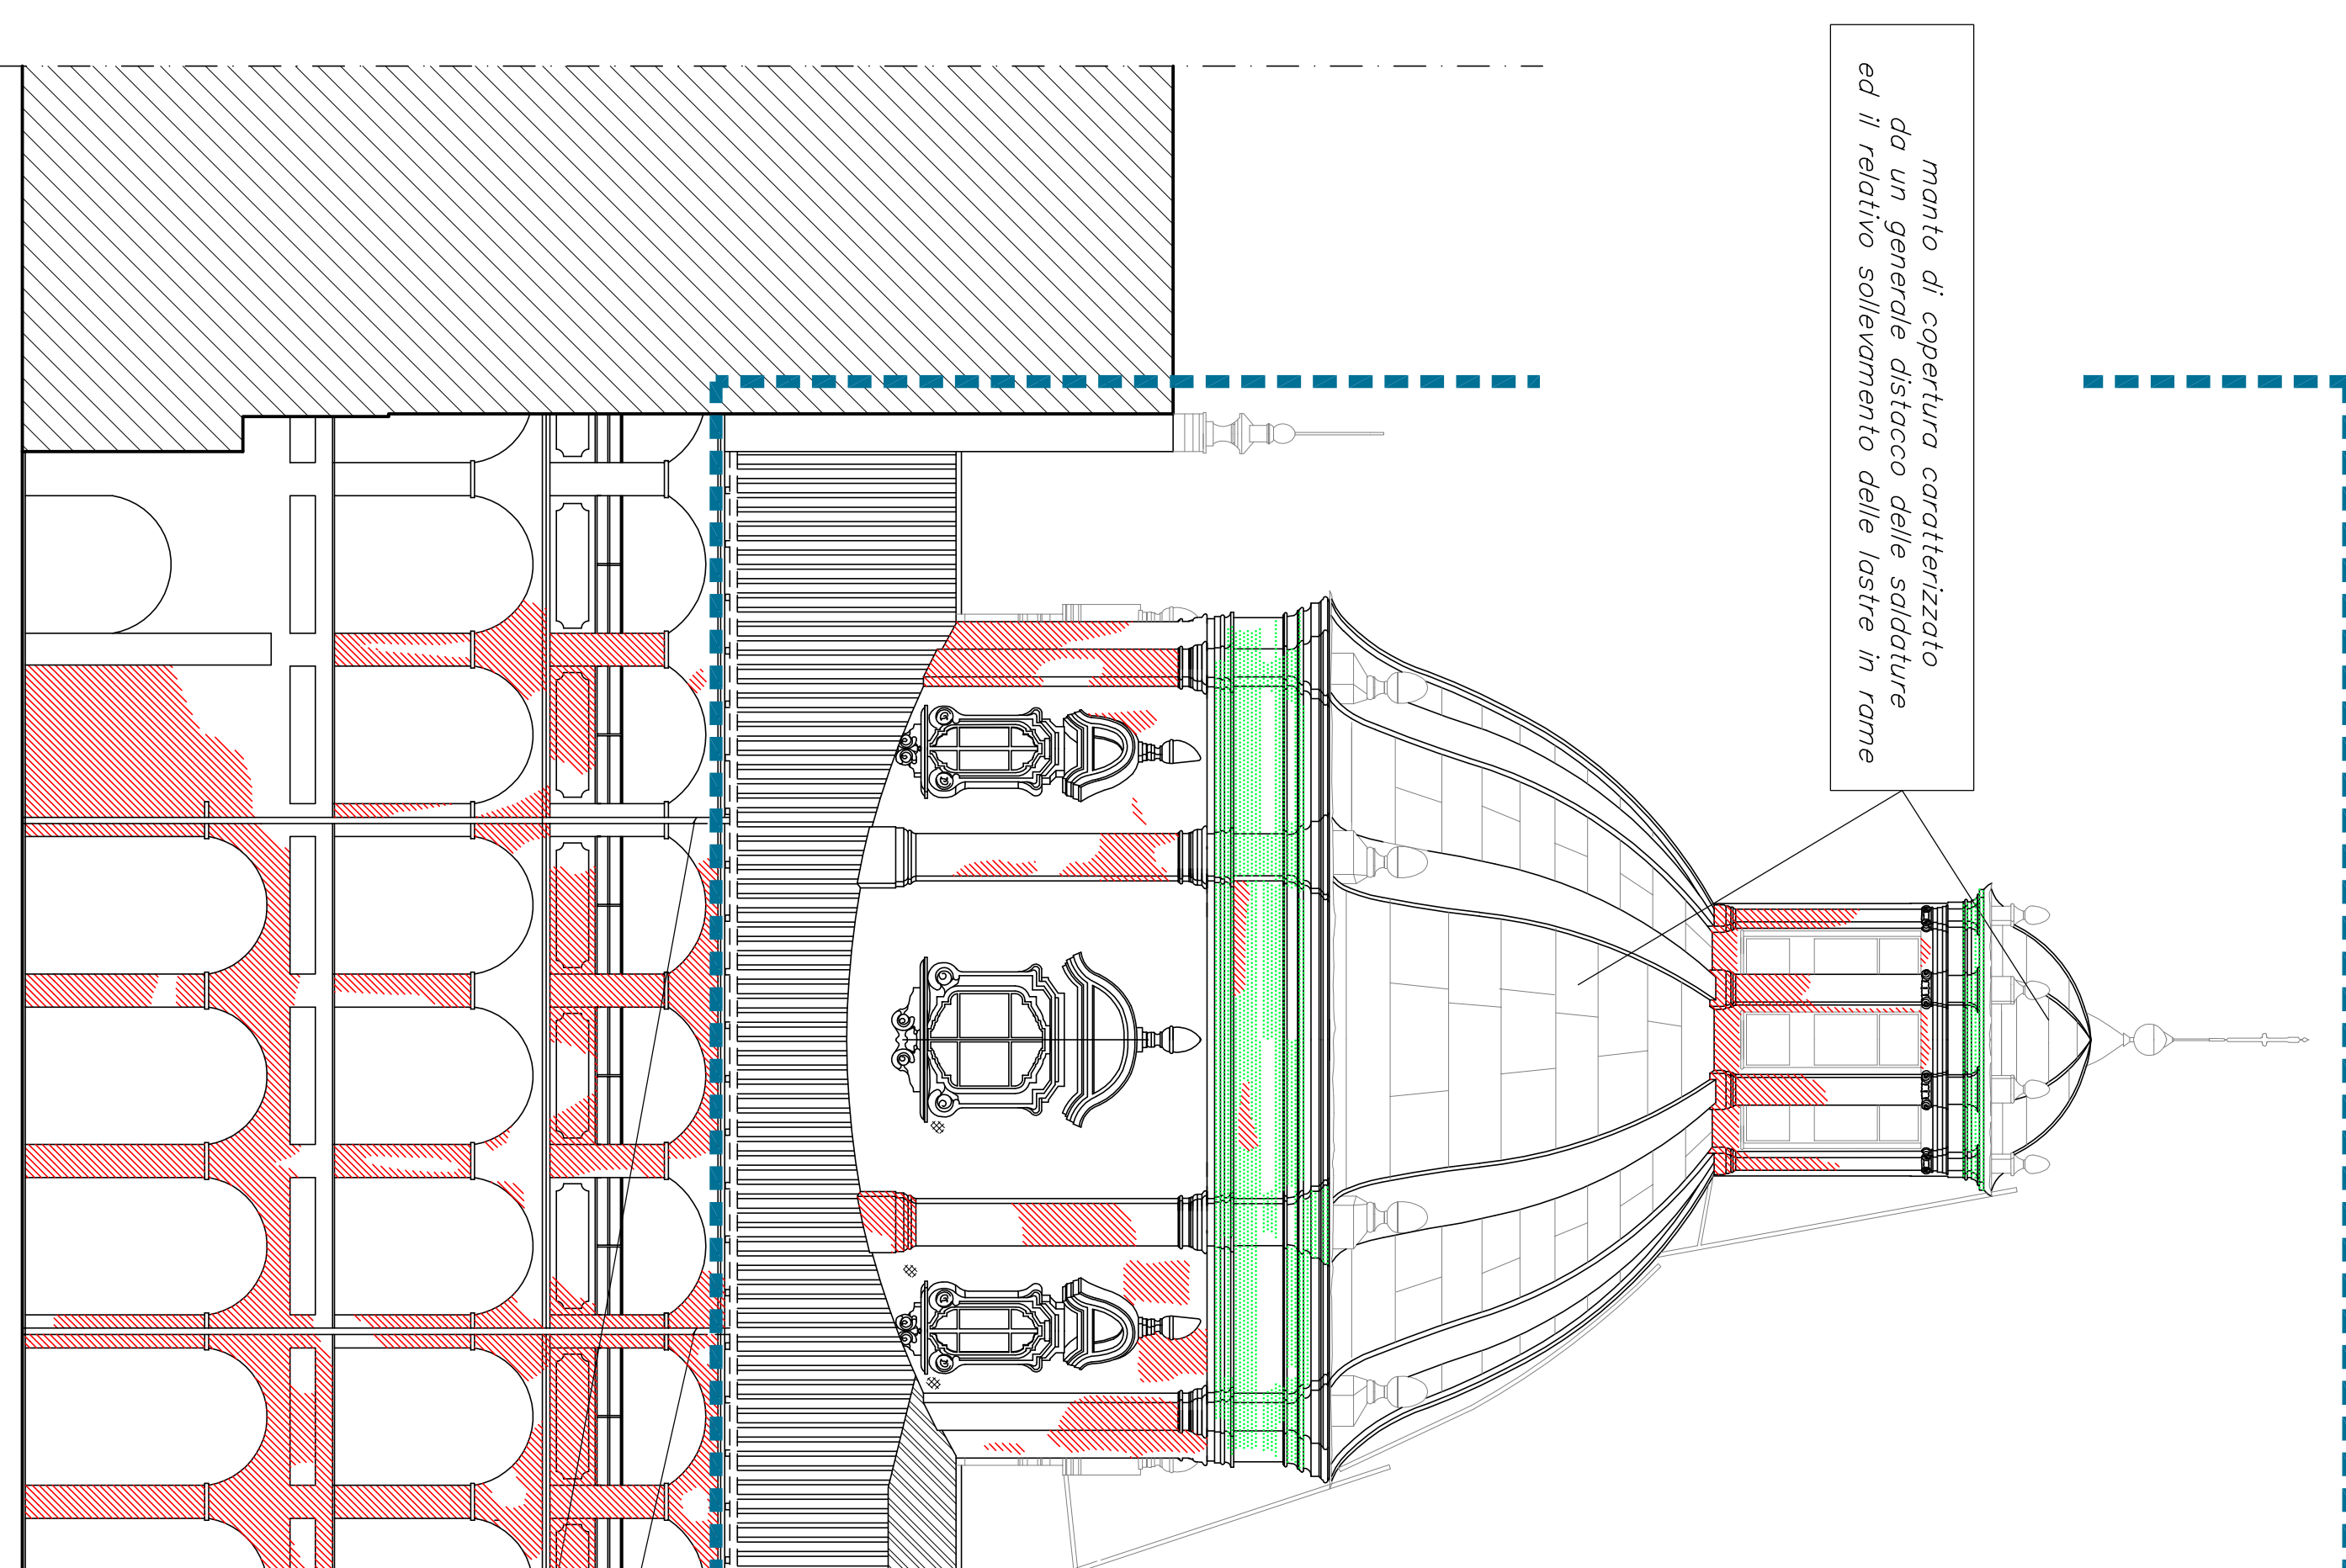 manto di copertura caratterizzato
da un generale distacco delle saldature
ed il relativo sollevamento delle lastre in rame